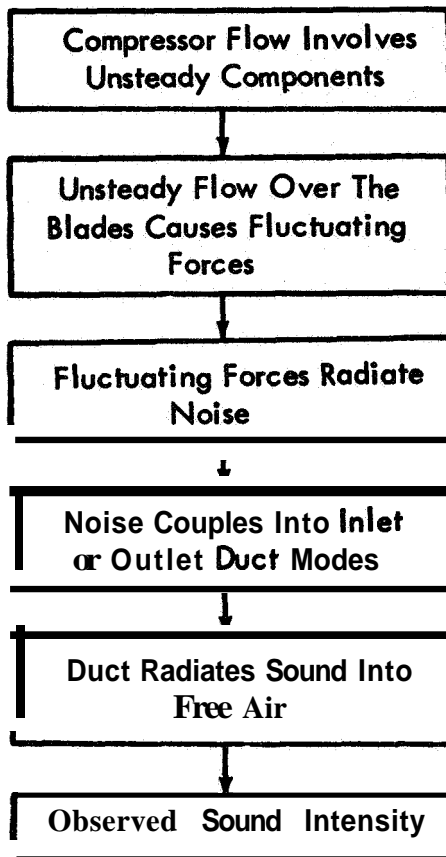 Compressor Flow Involves
Unsteady Components
Unsteady Flow Over The
Blades Causes Fluctuating
Forces
Fluctuating Forces Radiate
Noise
Noise Couples Into Inlet
or Outlet Duct Modes
Duct Radiates Sound Into
Free Air
Observed Sound Intensity